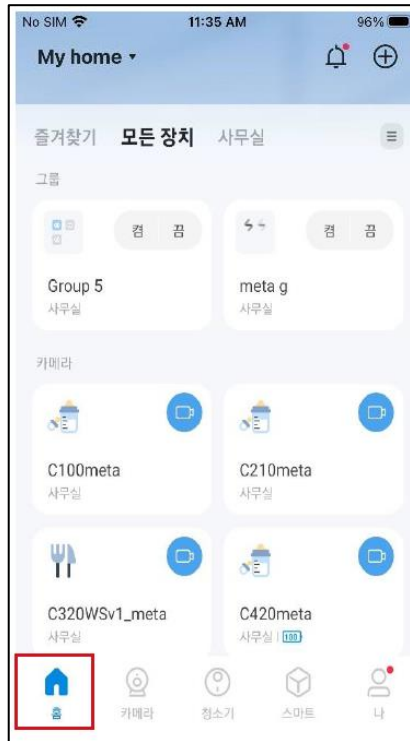 No SIM 11:35 AM 96%
My home
즐겨찾기 모든 장치 사무실
그룹
켬 끔 켬 끔
Group 5 meta g
사무실 사무실
카메라
C100meta C210meta
사무실 사무실
C320WSv1_meta C420meta
사무실 사무실 | 100
홈 카메라 청소기 스마트 나